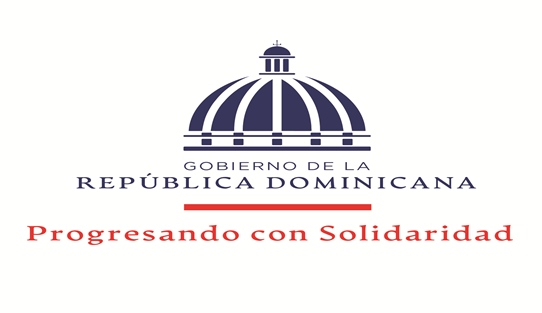 GOBIERNO DE LA
REPÚBLICA DOMINICANA
Progresando con Solidaridad